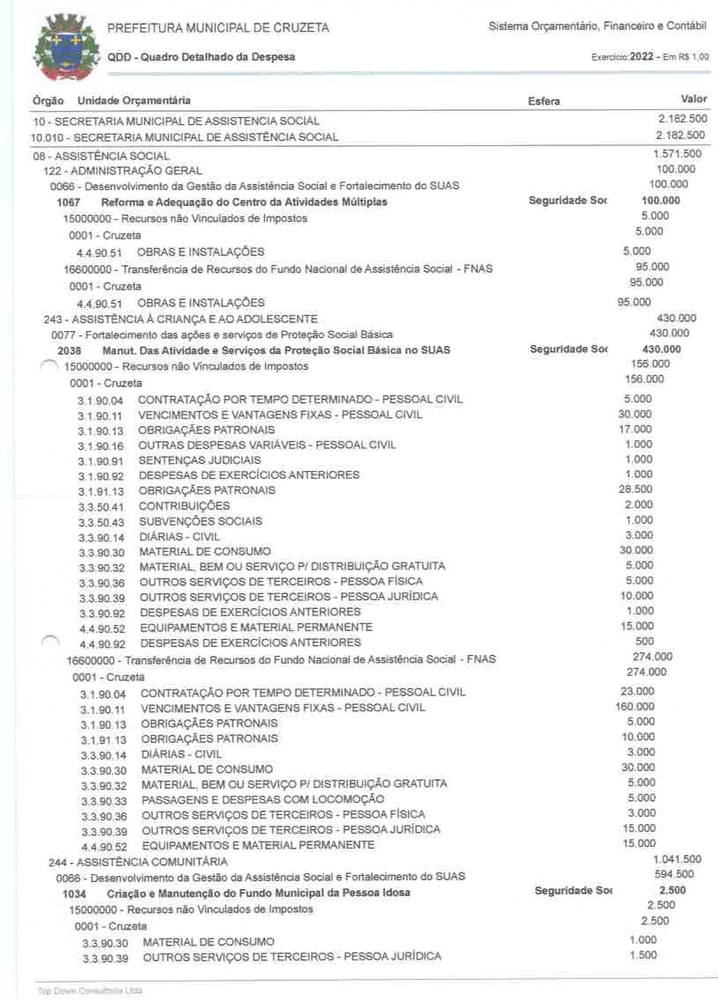 PREFEITURA MUNICIPAL DE CRUZETA Sistema Orçamentário, Financeiro e Contábil
QDD - Quadro Detalhado da Despesa Exercício:2022 – Em R$ 1,00
Órgão Unidade Orçamentária Esfera Valor
10 - SECRETARIA MUNICIPAL DE ASSISTENCIA SOCIAL 2.182.500
10.010 - SECRETARIA MUNICIPAL DE ASSISTÊNCIA SOCIAL 2.182.500
08 - ASSISTÊNCIA SOCIAL 1.571.500
122 - ADMINISTRAÇÃO GERAL 100.000
0066 - Desenvolvimento da Gestão da Assistência Social e Fortalecimento do SUAS 100.000
1067 Reforma e Adequação do Centro da Atividades Múltiplas Seguridade Soc 100.000
15000000 - Recursos não Vinculados de Impostos 5.000
0001 - Cruzeta 5.000
4.4.90.51 OBRAS E INSTALAÇÕES 5.000
16600000 - Transferência de Recursos do Fundo Nacional de Assistência Social - FNAS 95.000
0001 - Cruzeta 95.000
4.4.90.51 OBRAS E INSTALAÇÕES 95.000
243 - ASSISTÊNCIA À CRIANÇA E AO ADOLESCENTE 430.000
0077 - Fortalecimento das ações e serviços de Proteção Social Básica 430.000
2038 Manut. Das Atividade e Serviços da Proteção Social Básica no SUAS Seguridade Soc 430.000
15000000 - Recursos não Vinculados de Impostos 156.000
0001 - Cruzeta 156.000
3.1.90.04 CONTRATAÇÃO POR TEMPO DETERMINADO - PESSOAL CIVIL 5.000
3.1.90.11 VENCIMENTOS E VANTAGENS FIXAS - PESSOAL CIVIL 30.000
3.1.90.13 OBRIGAÇÃES PATRONAIS 17.000
3.1.90.16 OUTRAS DESPESAS VARIÁVEIS - PESSOAL CIVIL 1.000
3.1.90.91 SENTENÇAS JUDICIAIS 1.000
3.1.90.92 DESPESAS DE EXERCÍCIOS ANTERIORES 1.000
3.1.91.13 OBRIGAÇÃES PATRONAIS 28.500
3.3.50.41 CONTRIBUIÇÕES 2.000
3.3.50.43 SUBVENÇÕES SOCIAIS 1.000
3.3.90.14 DIÁRIAS - CIVIL 3.000
3.3.90.30 MATERIAL DE CONSUMO 30.000
3.3.90.32 MATERIAL, BEM OU SERVIÇO P/ DISTRIBUIÇÃO GRATUITA 5.000
3.3.90.36 OUTROS SERVIÇOS DE TERCEIROS - PESSOA FÍSICA 5.000
3.3.90.39 OUTROS SERVIÇOS DE TERCEIROS - PESSOA JURÍDICA 10.000
3.3.90.92 DESPESAS DE EXERCÍCIOS ANTERIORES 1.000
4.4.90.52 EQUIPAMENTOS E MATERIAL PERMANENTE 15.000
4.4.90.92 DESPESAS DE EXERCÍCIOS ANTERIORES 500
16600000 - Transferência de Recursos do Fundo Nacional de Assistência Social - FNAS 274.000
0001 - Cruzeta 274.000
3.1.90.04 CONTRATAÇÃO POR TEMPO DETERMINADO - PESSOAL CIVIL 23.000
3.1.90.11 VENCIMENTOS E VANTAGENS FIXAS - PESSOAL CIVIL 160.000
3.1.90.13 OBRIGAÇÃES PATRONAIS 5.000
3.1.91.13 OBRIGAÇÃES PATRONAIS 10.000
3.3.90.14 DIÁRIAS - CIVIL 3.000
3.3.90.30 MATERIAL DE CONSUMO 30.000
3.3.90.32 MATERIAL, BEM OU SERVIÇO P/ DISTRIBUIÇÃO GRATUITA 5.000
3.3.90.33 PASSAGENS E DESPESAS COM LOCOMOÇÃO 5.000
3.3.90.36 OUTROS SERVIÇOS DE TERCEIROS - PESSOA FÍSICA 3.000
3.3.90.39 OUTROS SERVIÇOS DE TERCEIROS - PESSOA JURÍDICA 15.000
4.4.90.52 EQUIPAMENTOS E MATERIAL PERMANENTE 15.000
244 - ASSISTÊNCIA COMUNITÁRIA 1.041.500
0066 - Desenvolvimento da Gestão da Assistência Social e Fortalecimento do SUAS 594.500
1034 Criação e Manutenção do Fundo Municipal da Pessoa Idosa Seguridade Soc 2.500
15000000 - Recursos não Vinculados de Impostos 2.500
0001 - Cruzeta 2.500
3.3.90.30 MATERIAL DE CONSUMO 1.000
3.3.90.39 OUTROS SERVIÇOS DE TERCEIROS - PESSOA JURÍDICA 1.500
Top Down Consultoria Ltda